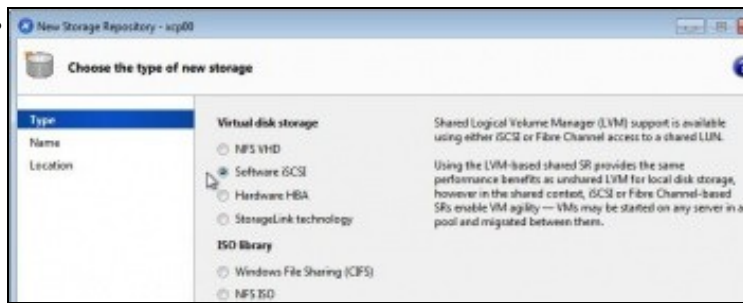 New Storage Repository - xcp00
Choose the type of new storage
Type
Name
Location
Virtual disk storage
NFS VHD
Software iSCSI
Hardware HBA
StorageLink technology
ISO library
Windows File Sharing (CIFS)
NFS ISO
Shared Logical Volume Manager (LVM) support is available
using either iSCSI or Fibre Channel access to a shared LUN.
Using the LVM-based shared SR provides the same
performance benefits as unshared LVM for local disk storage,
however in the shared context, iSCSI or Fibre Channel-based
SRs enable VM agility — VMs may be started on any server in a
pool and migrated between them.